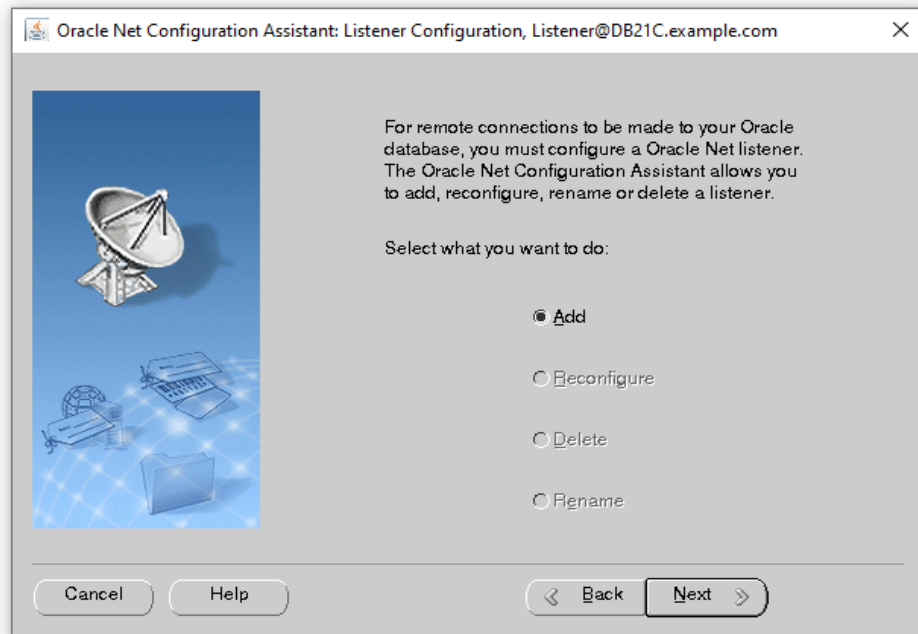 Oracle Net Configuration Assistant: Listener Configuration, Listener@DB21C.example.com
For remote connections to be made to your Oracle
database, you must configure a Oracle Net listener.
The Oracle Net Configuration Assistant allows you
to add, reconfigure, rename or delete a listener.
Select what you want to do:
Add
Reconfigure
Delete
Rename
Cancel
Help
Back
Next